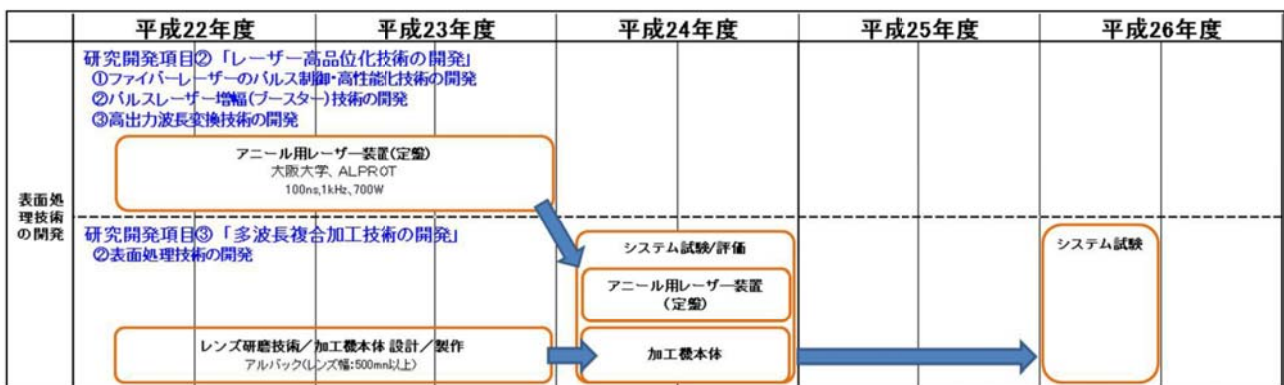 平成22年度 平成23年度 平成24年度 平成25年度 平成26年度
表面処
理技術
の開発
研究開発項目②「レーザー高品位化技術の開発」
①ファイバーレーザーのパルス制御・高性能化技術の開発
②パルスレーザー増幅(ブースター)技術の開発
③高出力波長変換技術の開発
アニール用レーザー装置(定盤)
大阪大学、ALPROT
100ns,1kHz、700W
研究開発項目③「多波長複合加工技術の開発」
②表面処理技術の開発
レンズ研磨技術／加工機本体 設計／製作
アルバック(レンズ幅:500mm以上)
システム試験/評価
アニール用レーザー装置
(定盤)
加工機本体
システム試験